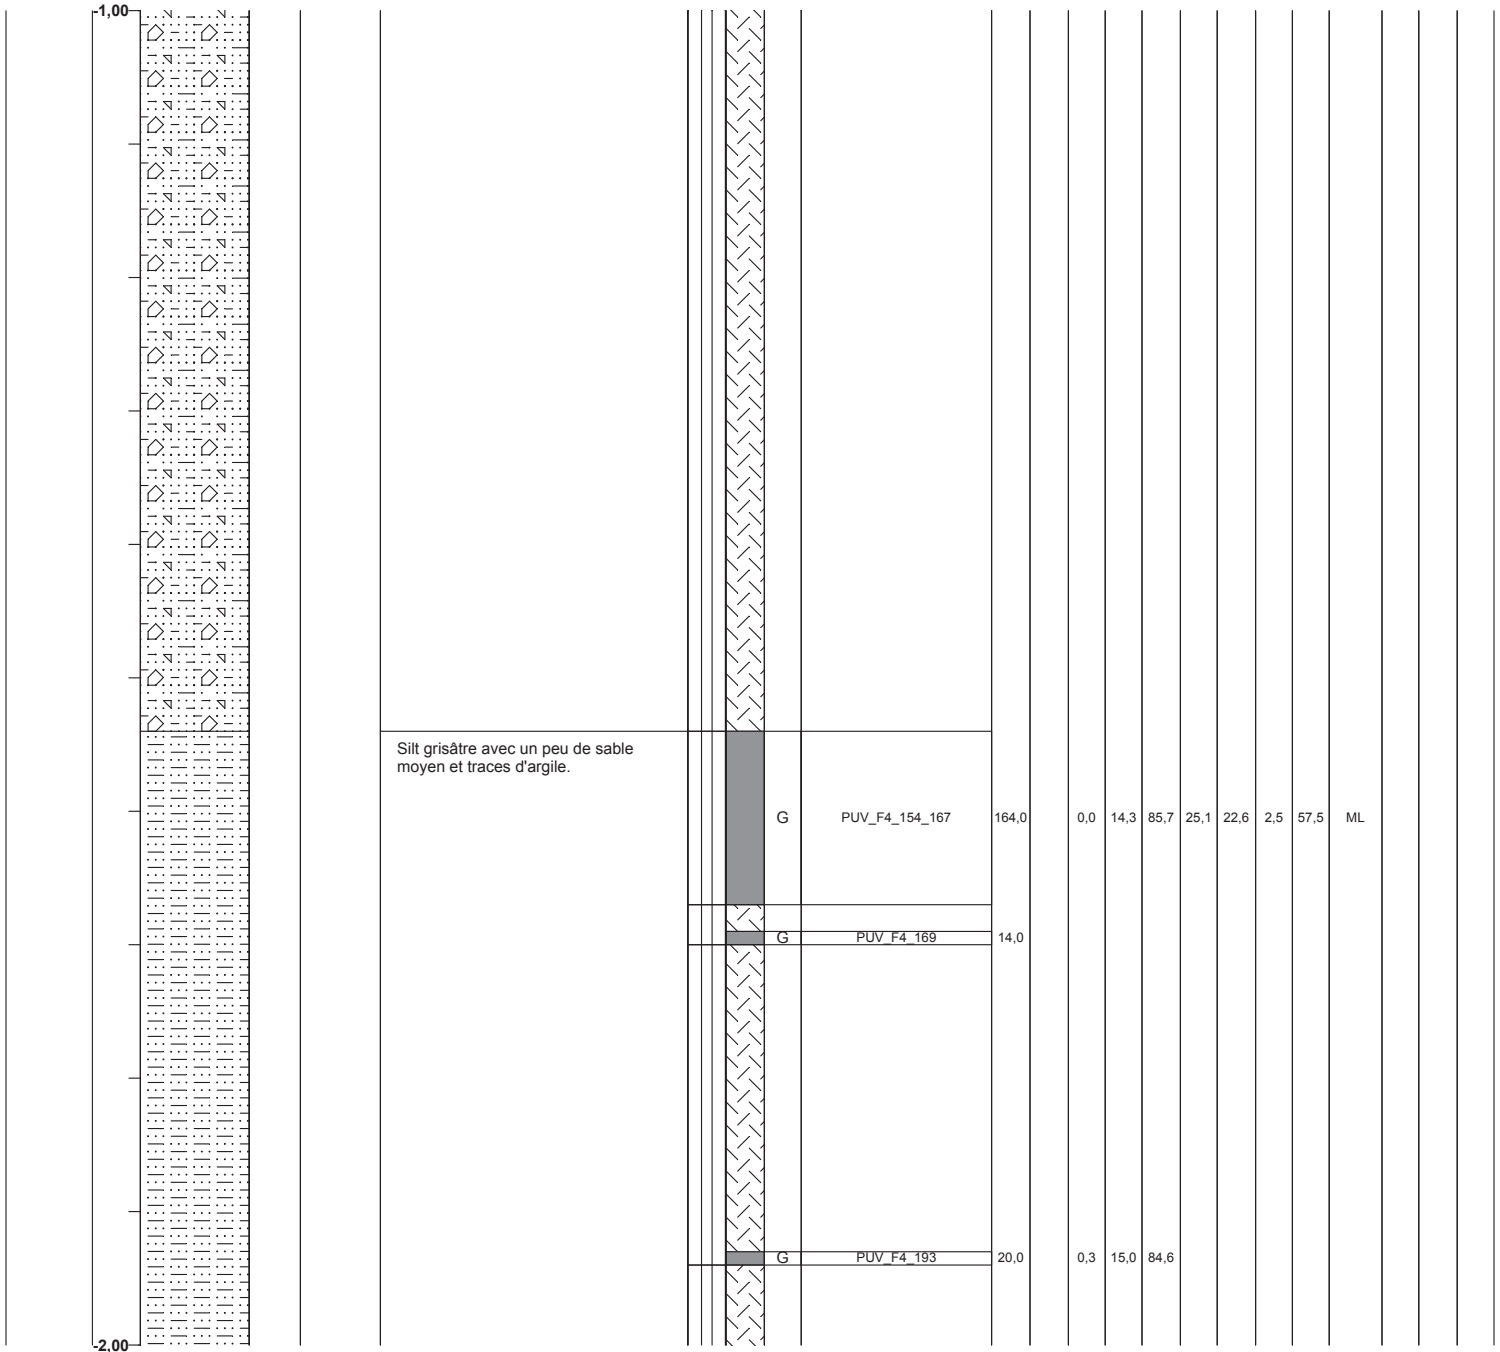 -1,00
Silt grisâtre avec un peu de sable
moyen et traces d'argile.
G PUV_F4_154_167 164,0 0,0 14,3 85,7 25,1 22,6 2,5 57,5 ML
G PUV_F4_169 14,0
G PUV_F4_193 20,0 0,3 15,0 84,6
-2,00